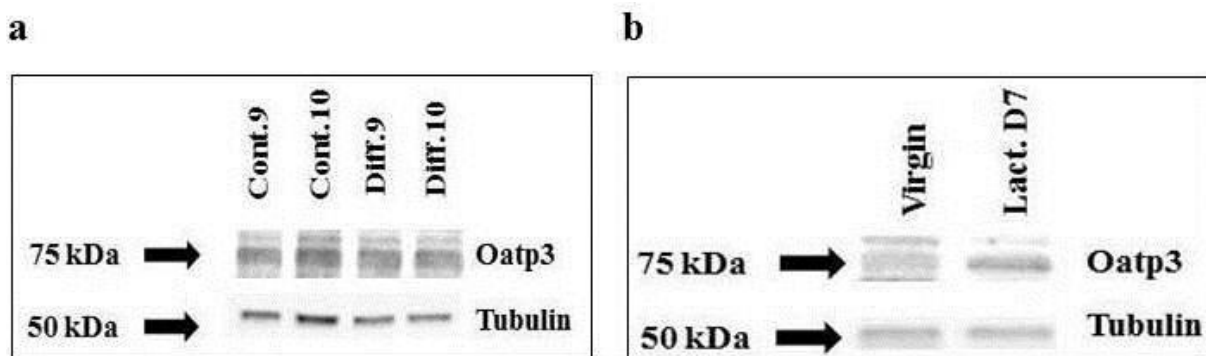 a
Cont.9
Cont.10
Diff.9
Diff.10
75 kDa
Oatp3
50 kDa
Tubulin
b
Virgin
Lact. D7
75 kDa
Oatp3
50 kDa
Tubulin